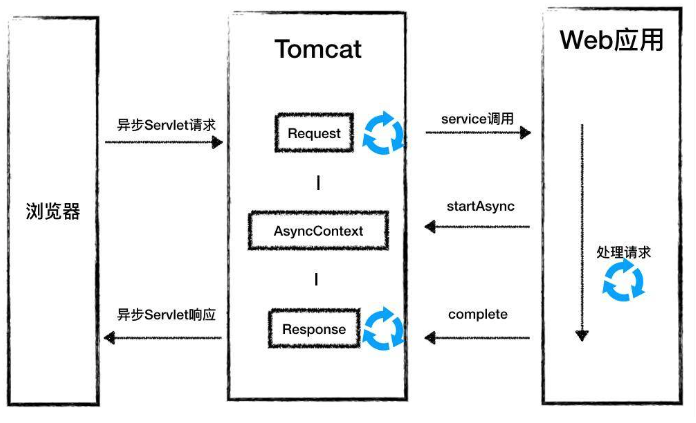 Tomcat
Web应用
异步Servlet请求
Request
service调用
浏览器
AsyncContext
startAsync
处理请求
异步Servlet响应
Response
complete